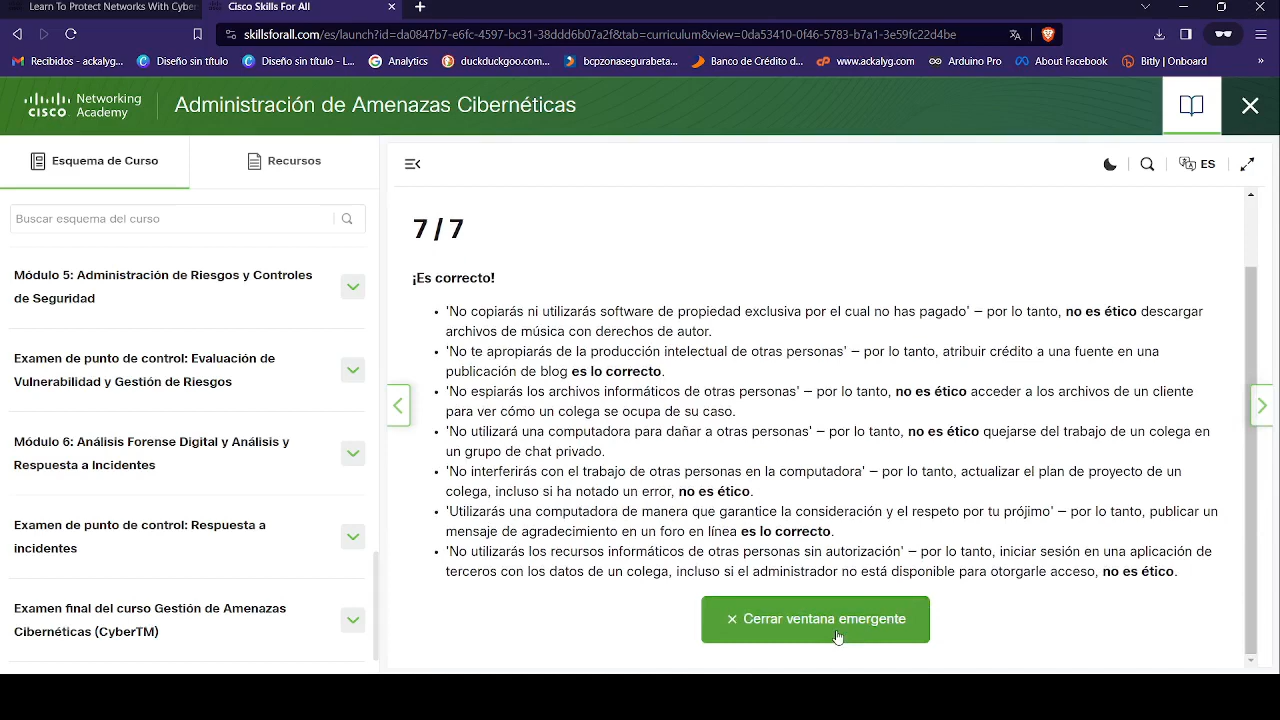 Learn To Protect Networks With Cyber
Cisco Skills For All
skillsforall.com/es/launch?id=da0847b7-e6fc-4597-bc31-38ddd6b07a2f&tab=curriculum&view=0da53410-0f46-5783-b7a1-3e59fc22d4be
Recibidos - ackalyg... Diseño sin título Diseño sin título - L... Analytics duckduckgoo.com... bcpzonasegurabeta... Banco de Crédito d... www.ackalyg.com Arduino Pro About Facebook Bitly | Onboard »
CISCO Networking Academy
Administración de Amenazas Cibernéticas
Esquema de Curso
Recursos
ES
Buscar esquema del curso
Módulo 5: Administración de Riesgos y Controles
de Seguridad
Examen de punto de control: Evaluación de
Vulnerabilidad y Gestión de Riesgos
Módulo 6: Análisis Forense Digital y Análisis y
Respuesta a Incidentes
Examen de punto de control: Respuesta a
incidentes
Examen final del curso Gestión de Amenazas
Cibernéticas (CyberTM)
7 / 7
¡Es correcto!
• 'No copiarás ni utilizarás software de propiedad exclusiva por el cual no has pagado' – por lo tanto, no es ético descargar
archivos de música con derechos de autor.
• 'No te apropiarás de la producción intelectual de otras personas' – por lo tanto, atribuir crédito a una fuente en una
publicación de blog es lo correcto.
• 'No espiarás los archivos informáticos de otras personas' – por lo tanto, no es ético acceder a los archivos de un cliente
para ver cómo un colega se ocupa de su caso.
• 'No utilizará una computadora para dañar a otras personas' – por lo tanto, no es ético quejarse del trabajo de un colega en
un grupo de chat privado.
• 'No interferirás con el trabajo de otras personas en la computadora' – por lo tanto, actualizar el plan de proyecto de un
colega, incluso si ha notado un error, no es ético.
• 'Utilizarás una computadora de manera que garantice la consideración y el respeto por tu prójimo' – por lo tanto, publicar un
mensaje de agradecimiento en un foro en línea es lo correcto.
• 'No utilizarás los recursos informáticos de otras personas sin autorización' – por lo tanto, iniciar sesión en una aplicación de
terceros con los datos de un colega, incluso si el administrador no está disponible para otorgarle acceso, no es ético.
× Cerrar ventana emergente